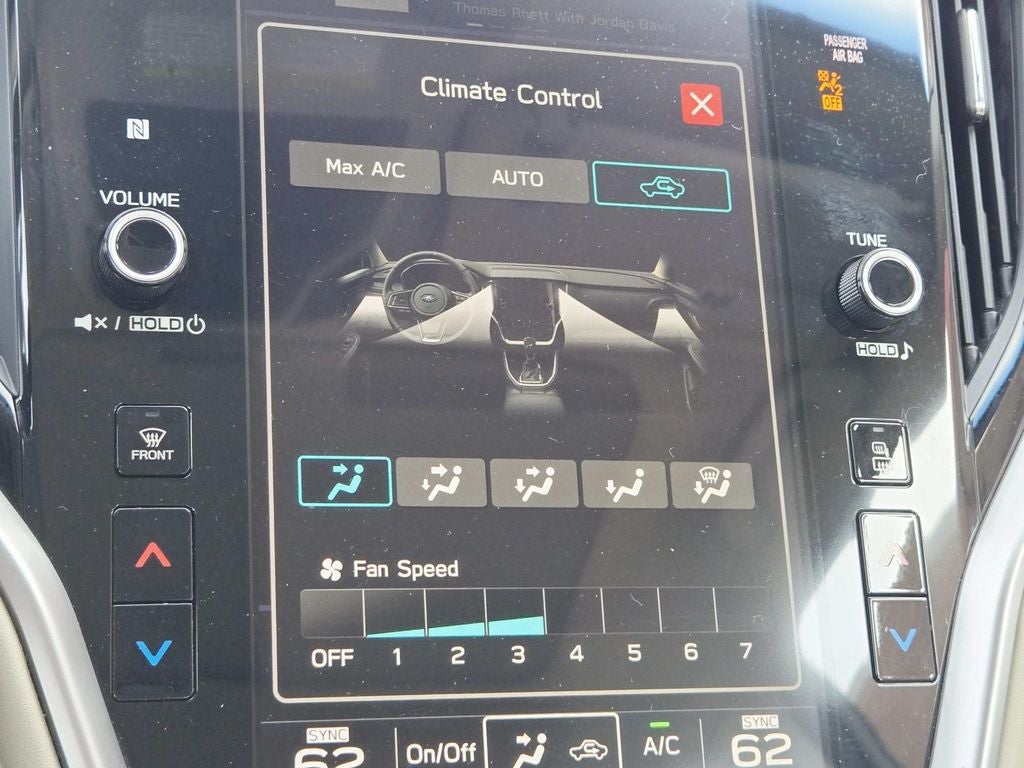 Thomas Rhett With Jordan Davis
PASSENGER
AIR BAG
2
OFF
Climate Control
N
Max A/C
AUTO
VOLUME
TUNE
/ HOLD
HOLD
FRONT
Fan Speed
OFF 1 2 3 4 5 6 7
SYNC
62
On/Off
A/C
SYNC
62